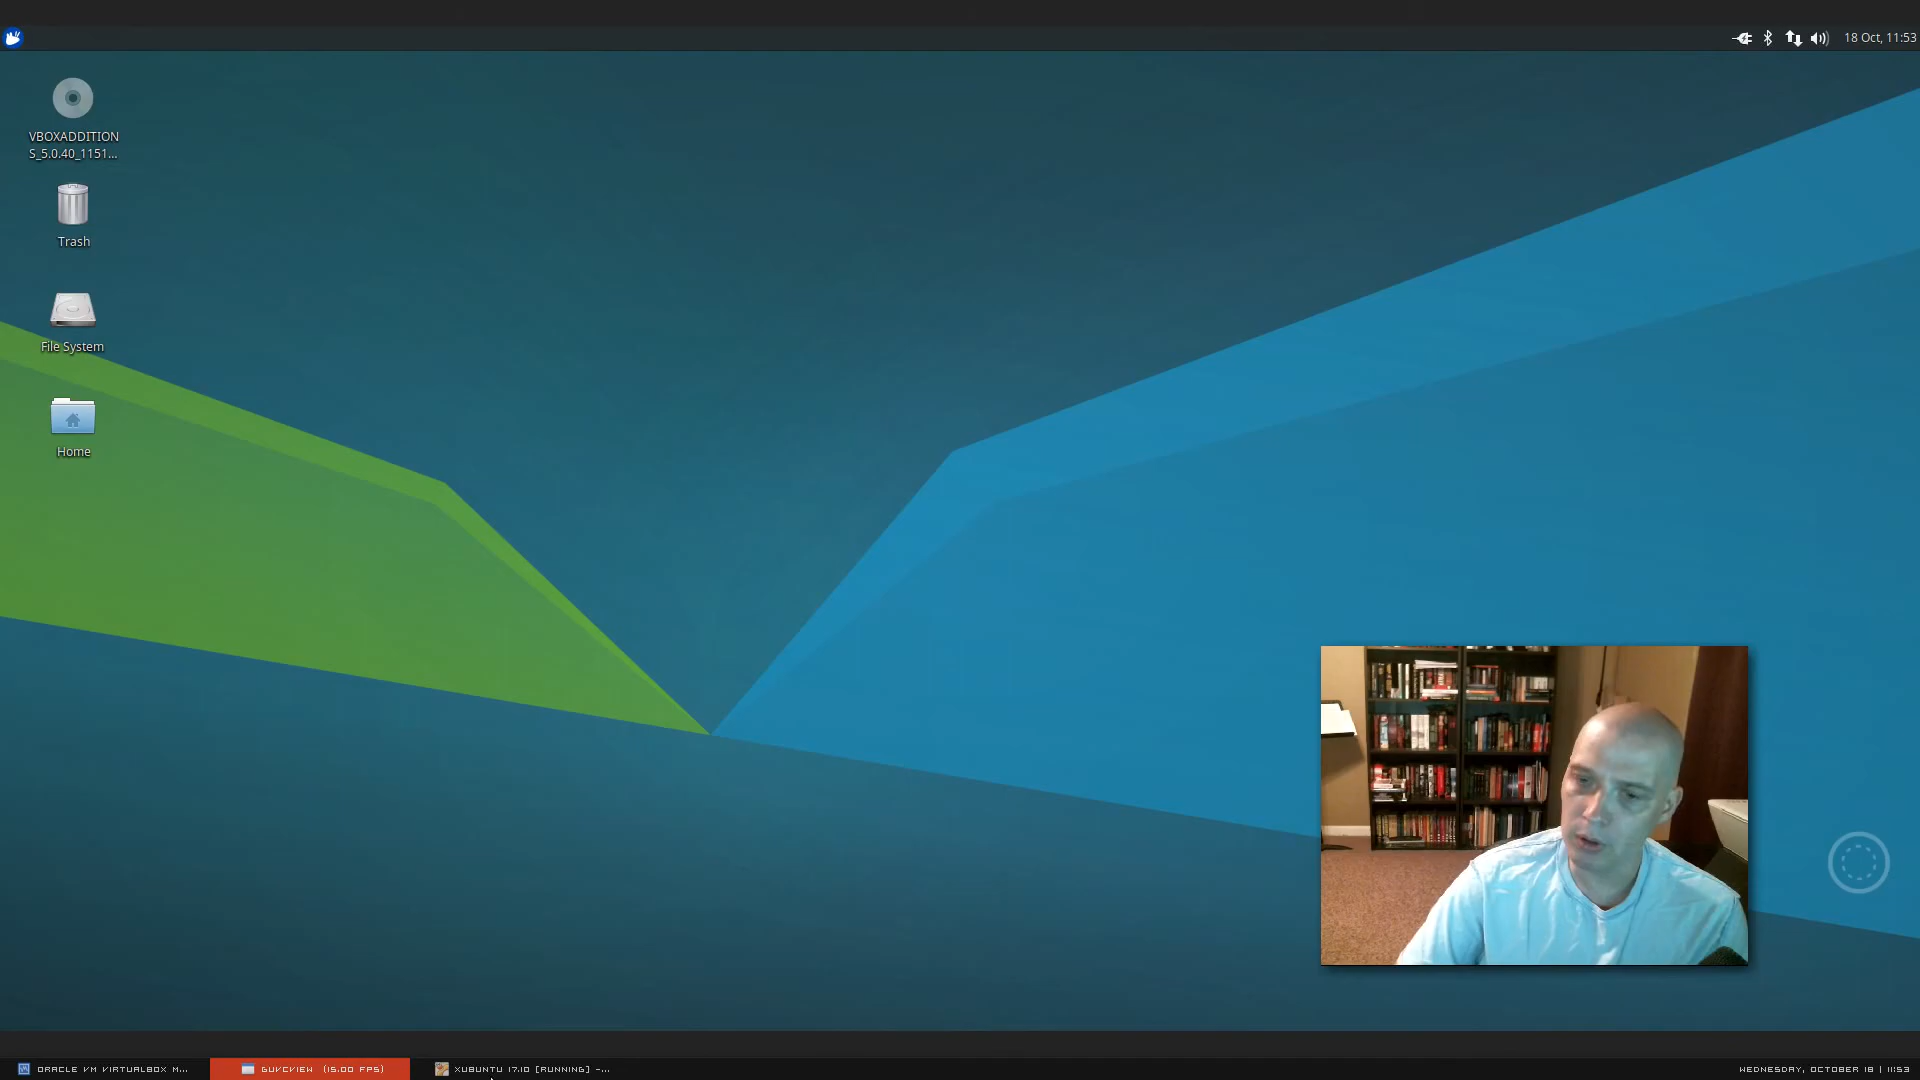 18 Oct, 11:53
VBOXADDITION
S_5.0.40_1151...
Trash
File System
Home
ORACLE VM VIRTUALBOX M...
GUVCVIEW (15.00 FPS)
XUBUNTU 17.10 [RUNNING] -...
WEDNESDAY, OCTOBER 18 | 11:53